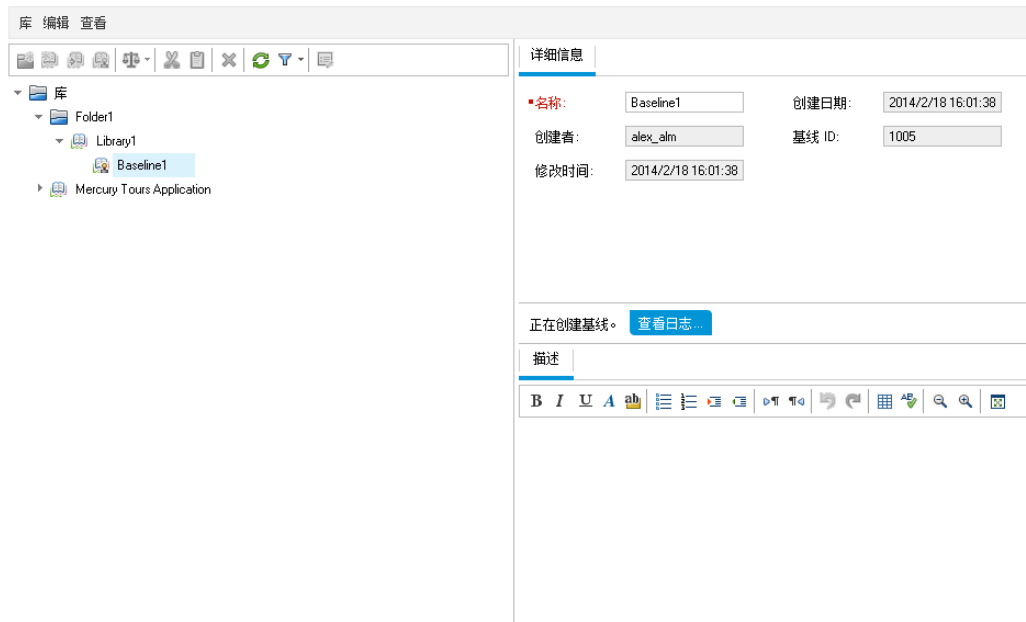 库 编辑 查看
库
Folder1
Library1
Baseline1
Mercury Tours Application
详细信息
名称: Baseline1 创建日期: 2014/2/18 16:01:38
创建者: alex_alm 基线 ID: 1005
修改时间: 2014/2/18 16:01:38
正在创建基线。 查看日志...
描述
B I U A ab